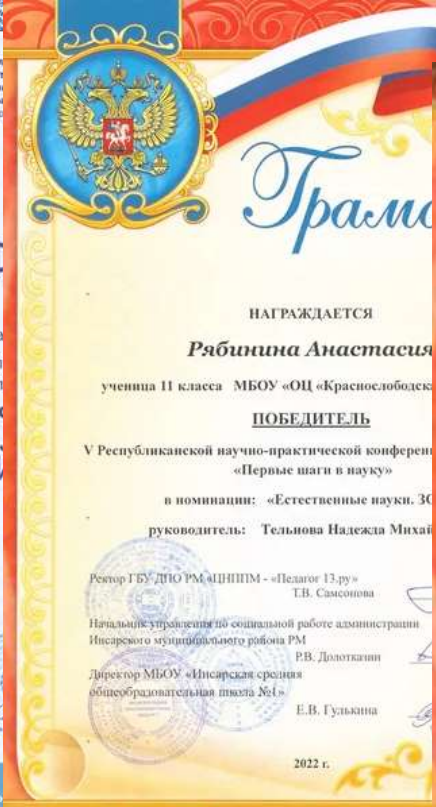 Грамо
НАГРАЖДАЕТСЯ
Рябинина Анастасия
ученица 11 класса МБОУ «ОЦ «Краснослободск
ПОБЕДИТЕЛЬ
V Республиканской научно-практической конферен
«Первые шаги в науку»
в номинации: «Естественные науки. ЗО
руководитель: Тельнова Надежда Михай
Ректор ГБУ ДПО РМ «ЦНППМ - «Педагог 13.ру»
Т.В. Самсонова
Начальник управления по социальной работе администрации
Инсарского муниципального района РМ
Р.В. Долотказин
Директор МБОУ «Инсарская средняя
общеобразовательная школа №1»
Е.В. Гулькина
2022 г.